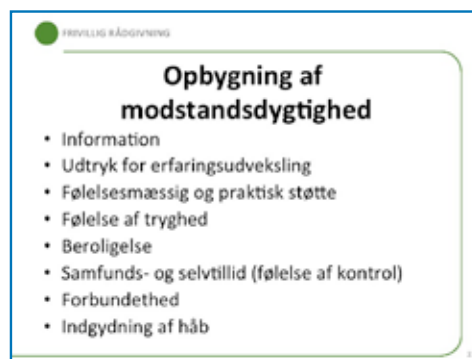 FRIVILLIG RÅDGIVNING
Opbygning af
modstandsdygtighed
• Information
• Udtryk for erfaringsudveksling
• Følelsesmæssig og praktisk støtte
• Følelse af tryghed
• Beroligelse
• Samfunds- og selvtillid (følelse af kontrol)
• Forbundethed
• Indgydning af håb